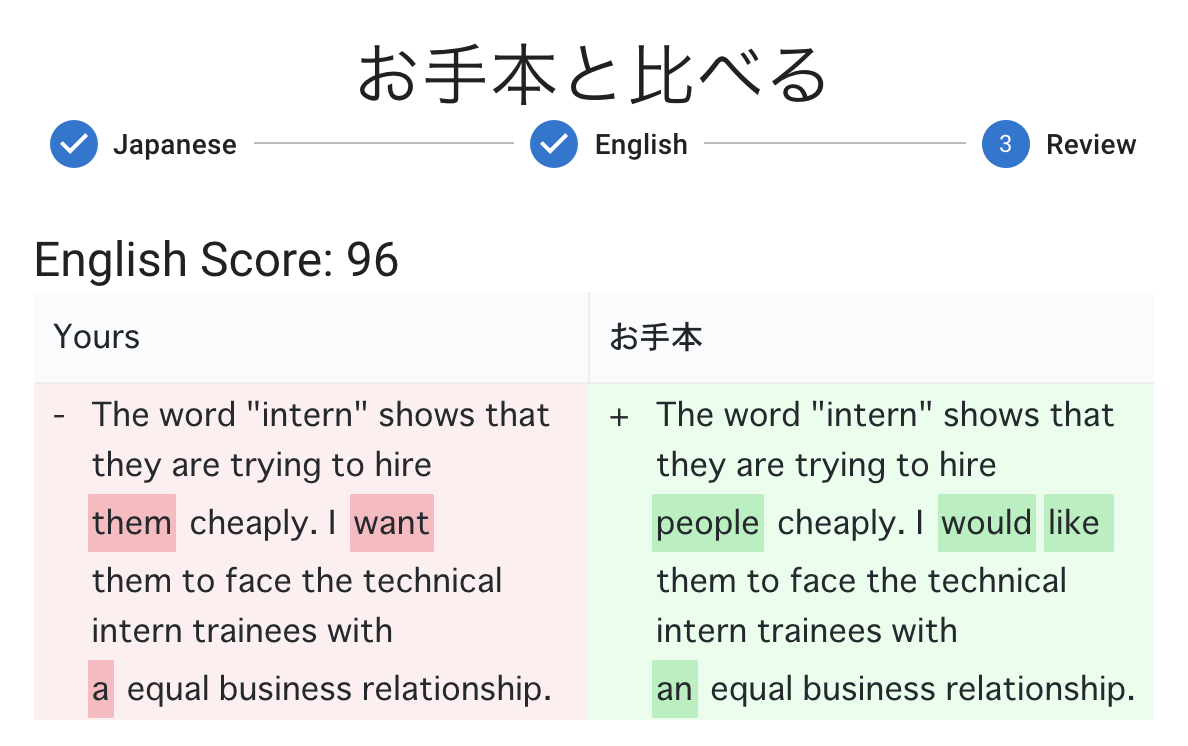 お手本と比べる
Japanese English 3 Review
English Score: 96
Yours
- The word "intern" shows that
they are trying to hire
them cheaply. I want
them to face the technical
intern trainees with
a equal business relationship.
お手本
+ The word "intern" shows that
they are trying to hire
people cheaply. I would like
them to face the technical
intern trainees with
an equal business relationship.